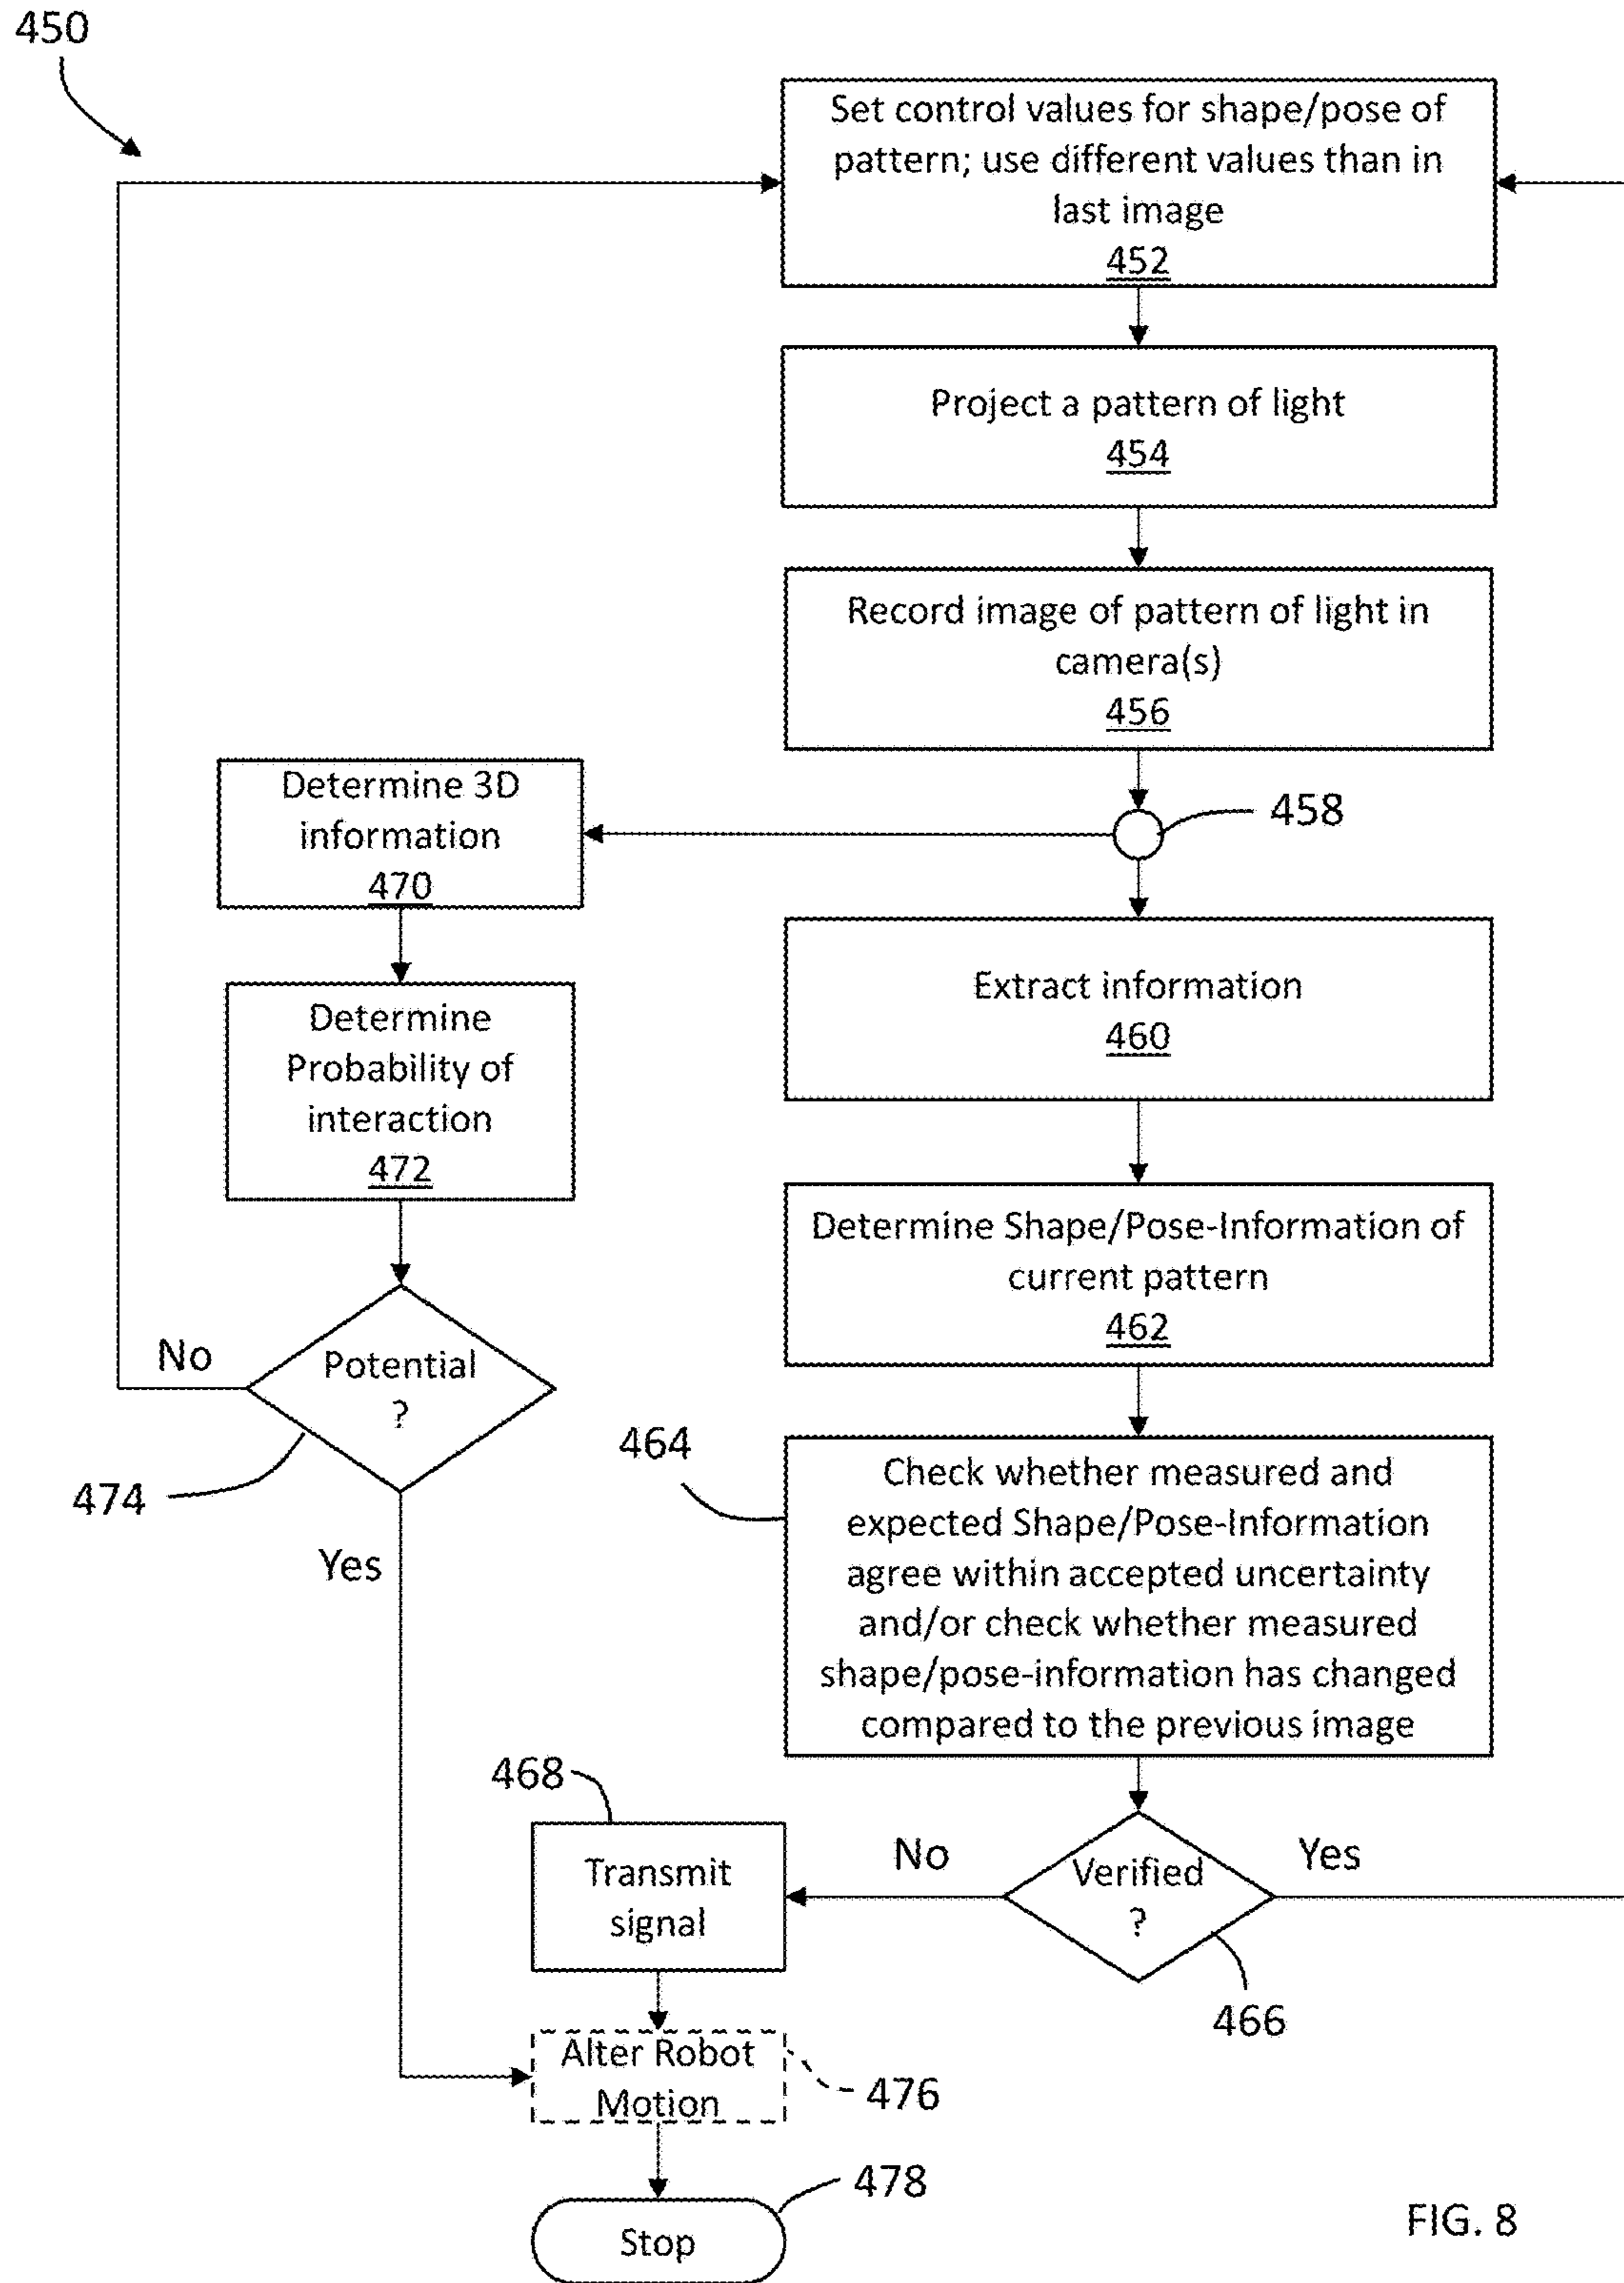 450
Set control values for shape/pose of
pattern; use different values than in
last image
452
Project a pattern of light
454
Record image of pattern of light in
camera(s)
456
458
Determine 3D
information
470
Extract information
460
Determine
Probability of
interaction
472
Determine Shape/Pose-Information of
current pattern
462
No
Potential
?
474
Yes
464
Check whether measured and
expected Shape/Pose-Information
agree within accepted uncertainty
and/or check whether measured
shape/pose-information has changed
compared to the previous image
468
Transmit
signal
No
Verified
?
Yes
466
Alter Robot
Motion
476
478
Stop
FIG. 8